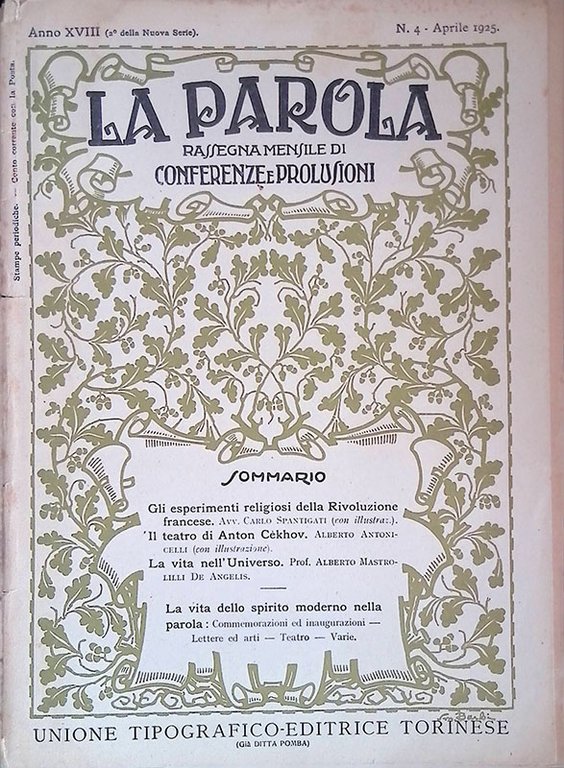 Anno XVIII (2° della Nuova Serie).
N. 4 - Aprile 1925.
Stampe periodiche. — Conto corrente con la Posta.
LA PAROLA
RASSEGNA MENSILE DI
CONFERENZE E PROLUSIONI
SOMMARIO
Gli esperimenti religiosi della Rivoluzione
francese. Avv. Carlo Spantigati (con illustraz.).
Il teatro di Anton Cèkhov. Alberto Antoni-
celli (con illustrazione).
La vita nell'Universo. Prof. Alberto Mastro-
lilli De Angelis.
La vita dello spirito moderno nella
parola : Commemorazioni ed inaugurazioni —
Lettere ed arti — Teatro — Varie.
UNIONE TIPOGRAFICO-EDITRICE TORINESE
(Già DITTA POMBA)